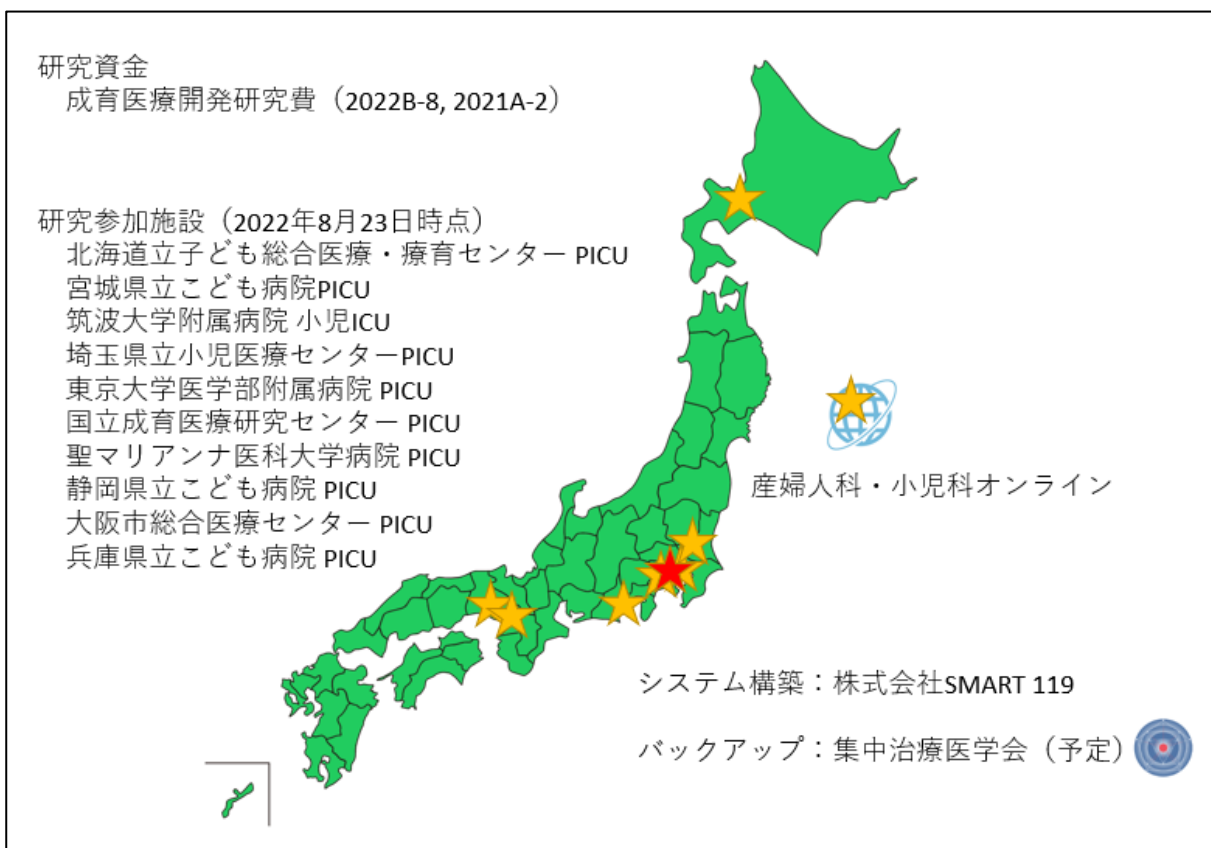 研究資金
成育医療開発研究費（2022B-8, 2021A-2）
研究参加施設（2022年8月23日時点）
北海道立子ども総合医療・療育センター PICU
宮城県立こども病院PICU
筑波大学附属病院 小児ICU
埼玉県立小児医療センターPICU
東京大学医学部附属病院 PICU
国立成育医療研究センター PICU
聖マリアンナ医科大学病院 PICU
静岡県立こども病院 PICU
大阪市総合医療センター PICU
兵庫県立こども病院 PICU
産婦人科・小児科オンライン
システム構築：株式会社SMART 119
バックアップ：集中治療医学会（予定）